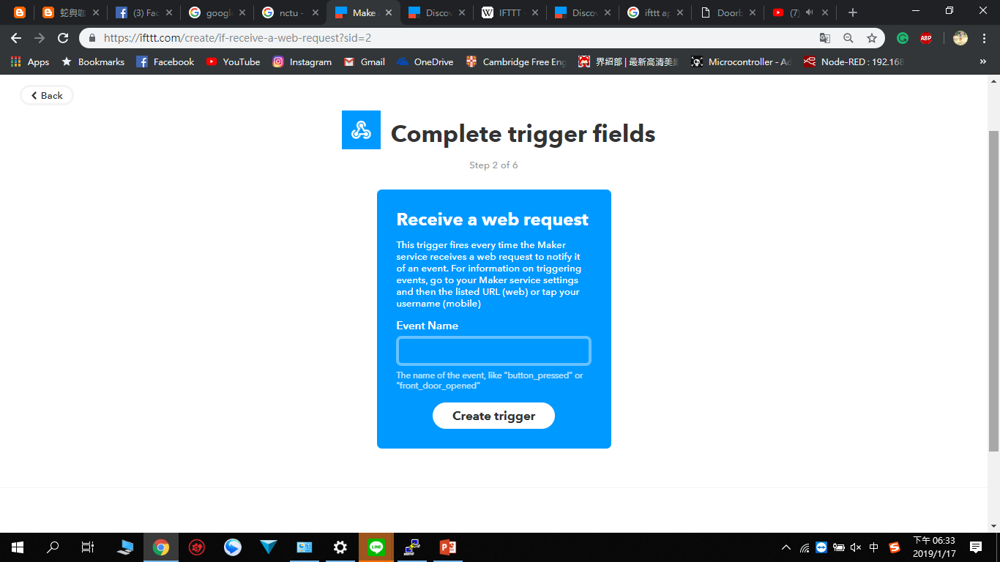 蛇與咖
(3) Fac
google
nctu -
Make
Discov
IFTTT -
Discov
ifttt ap
Doorb
(7)
https://ifttt.com/create/if-receive-a-web-request?sid=2
ABP
Apps
Bookmarks
Facebook
YouTube
Instagram
Gmail
OneDrive
Cambridge Free Eng
界紹部 | 最新高清美劇
Microcontroller - Ad
Node-RED : 192.168
Back
Complete trigger fields
Step 2 of 6
Receive a web request
This trigger fires every time the Maker
service receives a web request to notify it
of an event. For information on triggering
events, go to your Maker service settings
and then the listed URL (web) or tap your
username (mobile)
Event Name
The name of the event, like "button_pressed" or
"front_door_opened"
Create trigger
LINE
中
下午 06:33
2019/1/17